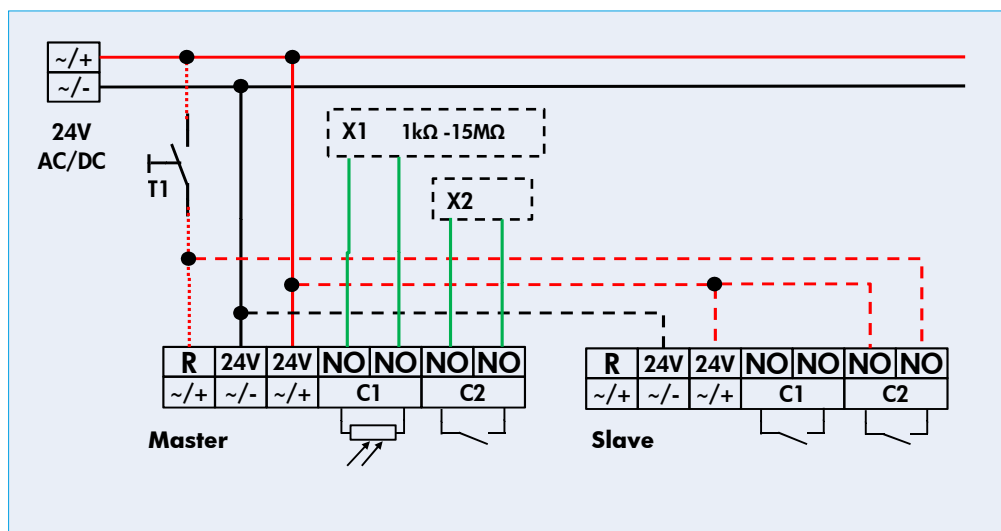 ~/+
~/-
24V
AC/DC
T1
X1 1kΩ -15MΩ
X2
R 24V 24V NO NO NO NO
~/+ ~/- ~/+ C1 C2
Master
R 24V 24V NO NO NO NO
~/+ ~/- ~/+ C1 C2
Slave